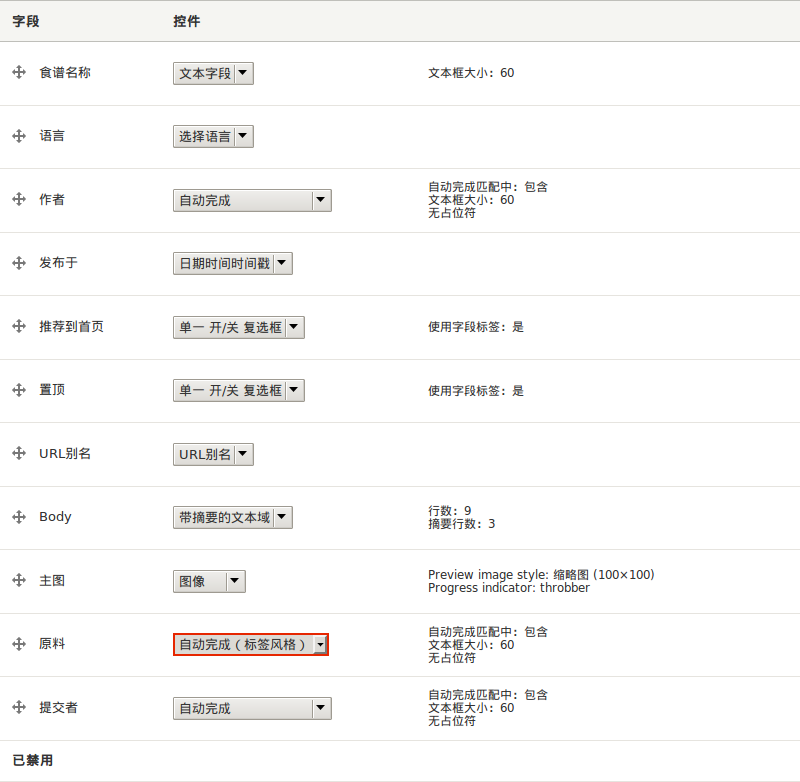 字段 控件
食谱名称 文本字段 文本框大小: 60
语言 选择语言
作者 自动完成 自动完成匹配中: 包含
文本框大小: 60
无占位符
发布于 日期时间时间戳
推荐到首页 单一 开/关 复选框 使用字段标签: 是
置顶 单一 开/关 复选框 使用字段标签: 是
URL别名 URL别名
Body 带摘要的文本域 行数: 9
摘要行数: 3
主图 图像 Preview image style: 缩略图 (100×100)
Progress indicator: throbber
原料 自动完成（标签风格） 自动完成匹配中: 包含
文本框大小: 60
无占位符
提交者 自动完成 自动完成匹配中: 包含
文本框大小: 60
无占位符
已禁用